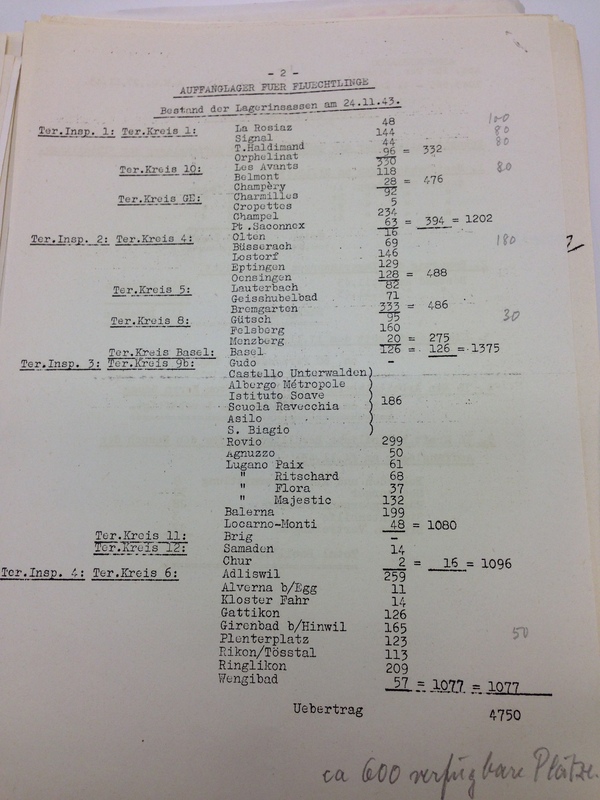 - 2 -
AUFFANGLAGER FUER FLUECHTLINGE
Bestand der Lagerinsassen am 24.11.43.
Ter.Insp. 1: Ter.Kreis 1: La Rosiaz 48 100
Signal 144 80
T.Haldimand 44 80
Orphelinat 96 = 332
Ter.Kreis 10: Les Avants 330 80
Belmont 118
Champèry 28 = 476
Ter.Kreis GE: Charmilles 92
Cropettes 5
Champel 234
Pt.Saconnex 63 = 394 = 1202
Ter.Insp. 2: Ter.Kreis 4: Olten 16 180
Büsserach 69
Lostorf 146
Eptingen 129
Oensingen 128 = 488
Ter.Kreis 5: Lauterbach 82
Geisshubelbad 71
Bremgarten 333 = 486
Ter.Kreis 8: Gütsch 95 30
Felsberg 160
Menzberg 20 = 275
Ter.Kreis Basel: Basel 126 = 126 = 1375
Ter.Insp. 3: Ter.Kreis 9b: Gudo -
Castello Unterwalden)
Albergo Métropole
Istituto Soave
Scuola Ravecchia 186
Asilo
S. Biagio )
Rovio 299
Agnuzzo 50
Lugano Paix 61
" Ritschard 68
" Flora 37
" Majestic 132
Balerna 199
Locarno-Monti 48 = 1080
Ter.Kreis 11: Brig -
Ter.Kreis 12: Samaden 14
Chur 2 = 16 = 1096
Ter.Insp. 4: Ter.Kreis 6: Adliswil 259
Alverna b/Egg 11
Kloster Fahr 14
Gattikon 126
Girenbad b/Hinwil 165
Plenterplatz 123 50
Rikon/Tösstal 113
Ringlikon 209
Wengibad 57 = 1077 = 1077
Uebertrag 4750
ca 600 verfügbare Plätze.